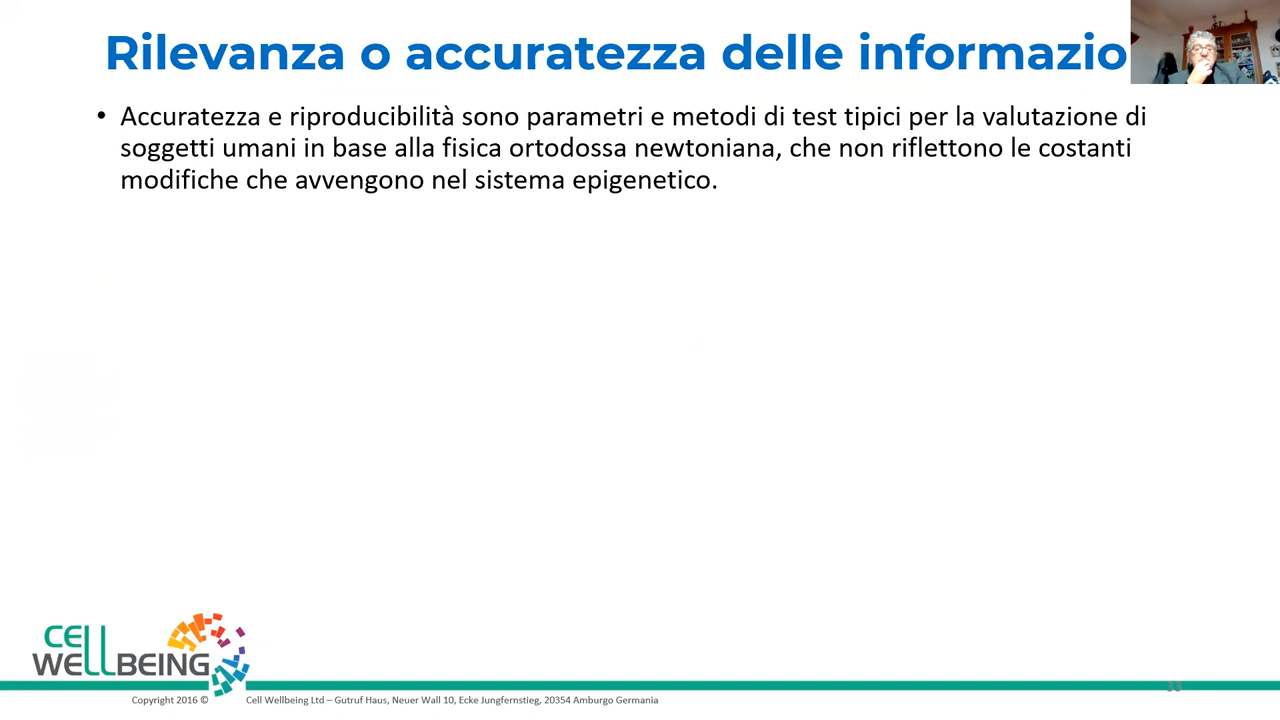 Rilevanza o accuratezza delle informazio
• Accuratezza e riproducibilità sono parametri e metodi di test tipici per la valutazione di
soggetti umani in base alla fisica ortodossa newtoniana, che non riflettono le costanti
modifiche che avvengono nel sistema epigenetico.
CELL
WELLBEING
Copyright 2016 © Cell Wellbeing Ltd – Gutruf Haus, Neuer Wall 10, Ecke Jungfernstieg, 20354 Amburgo Germania